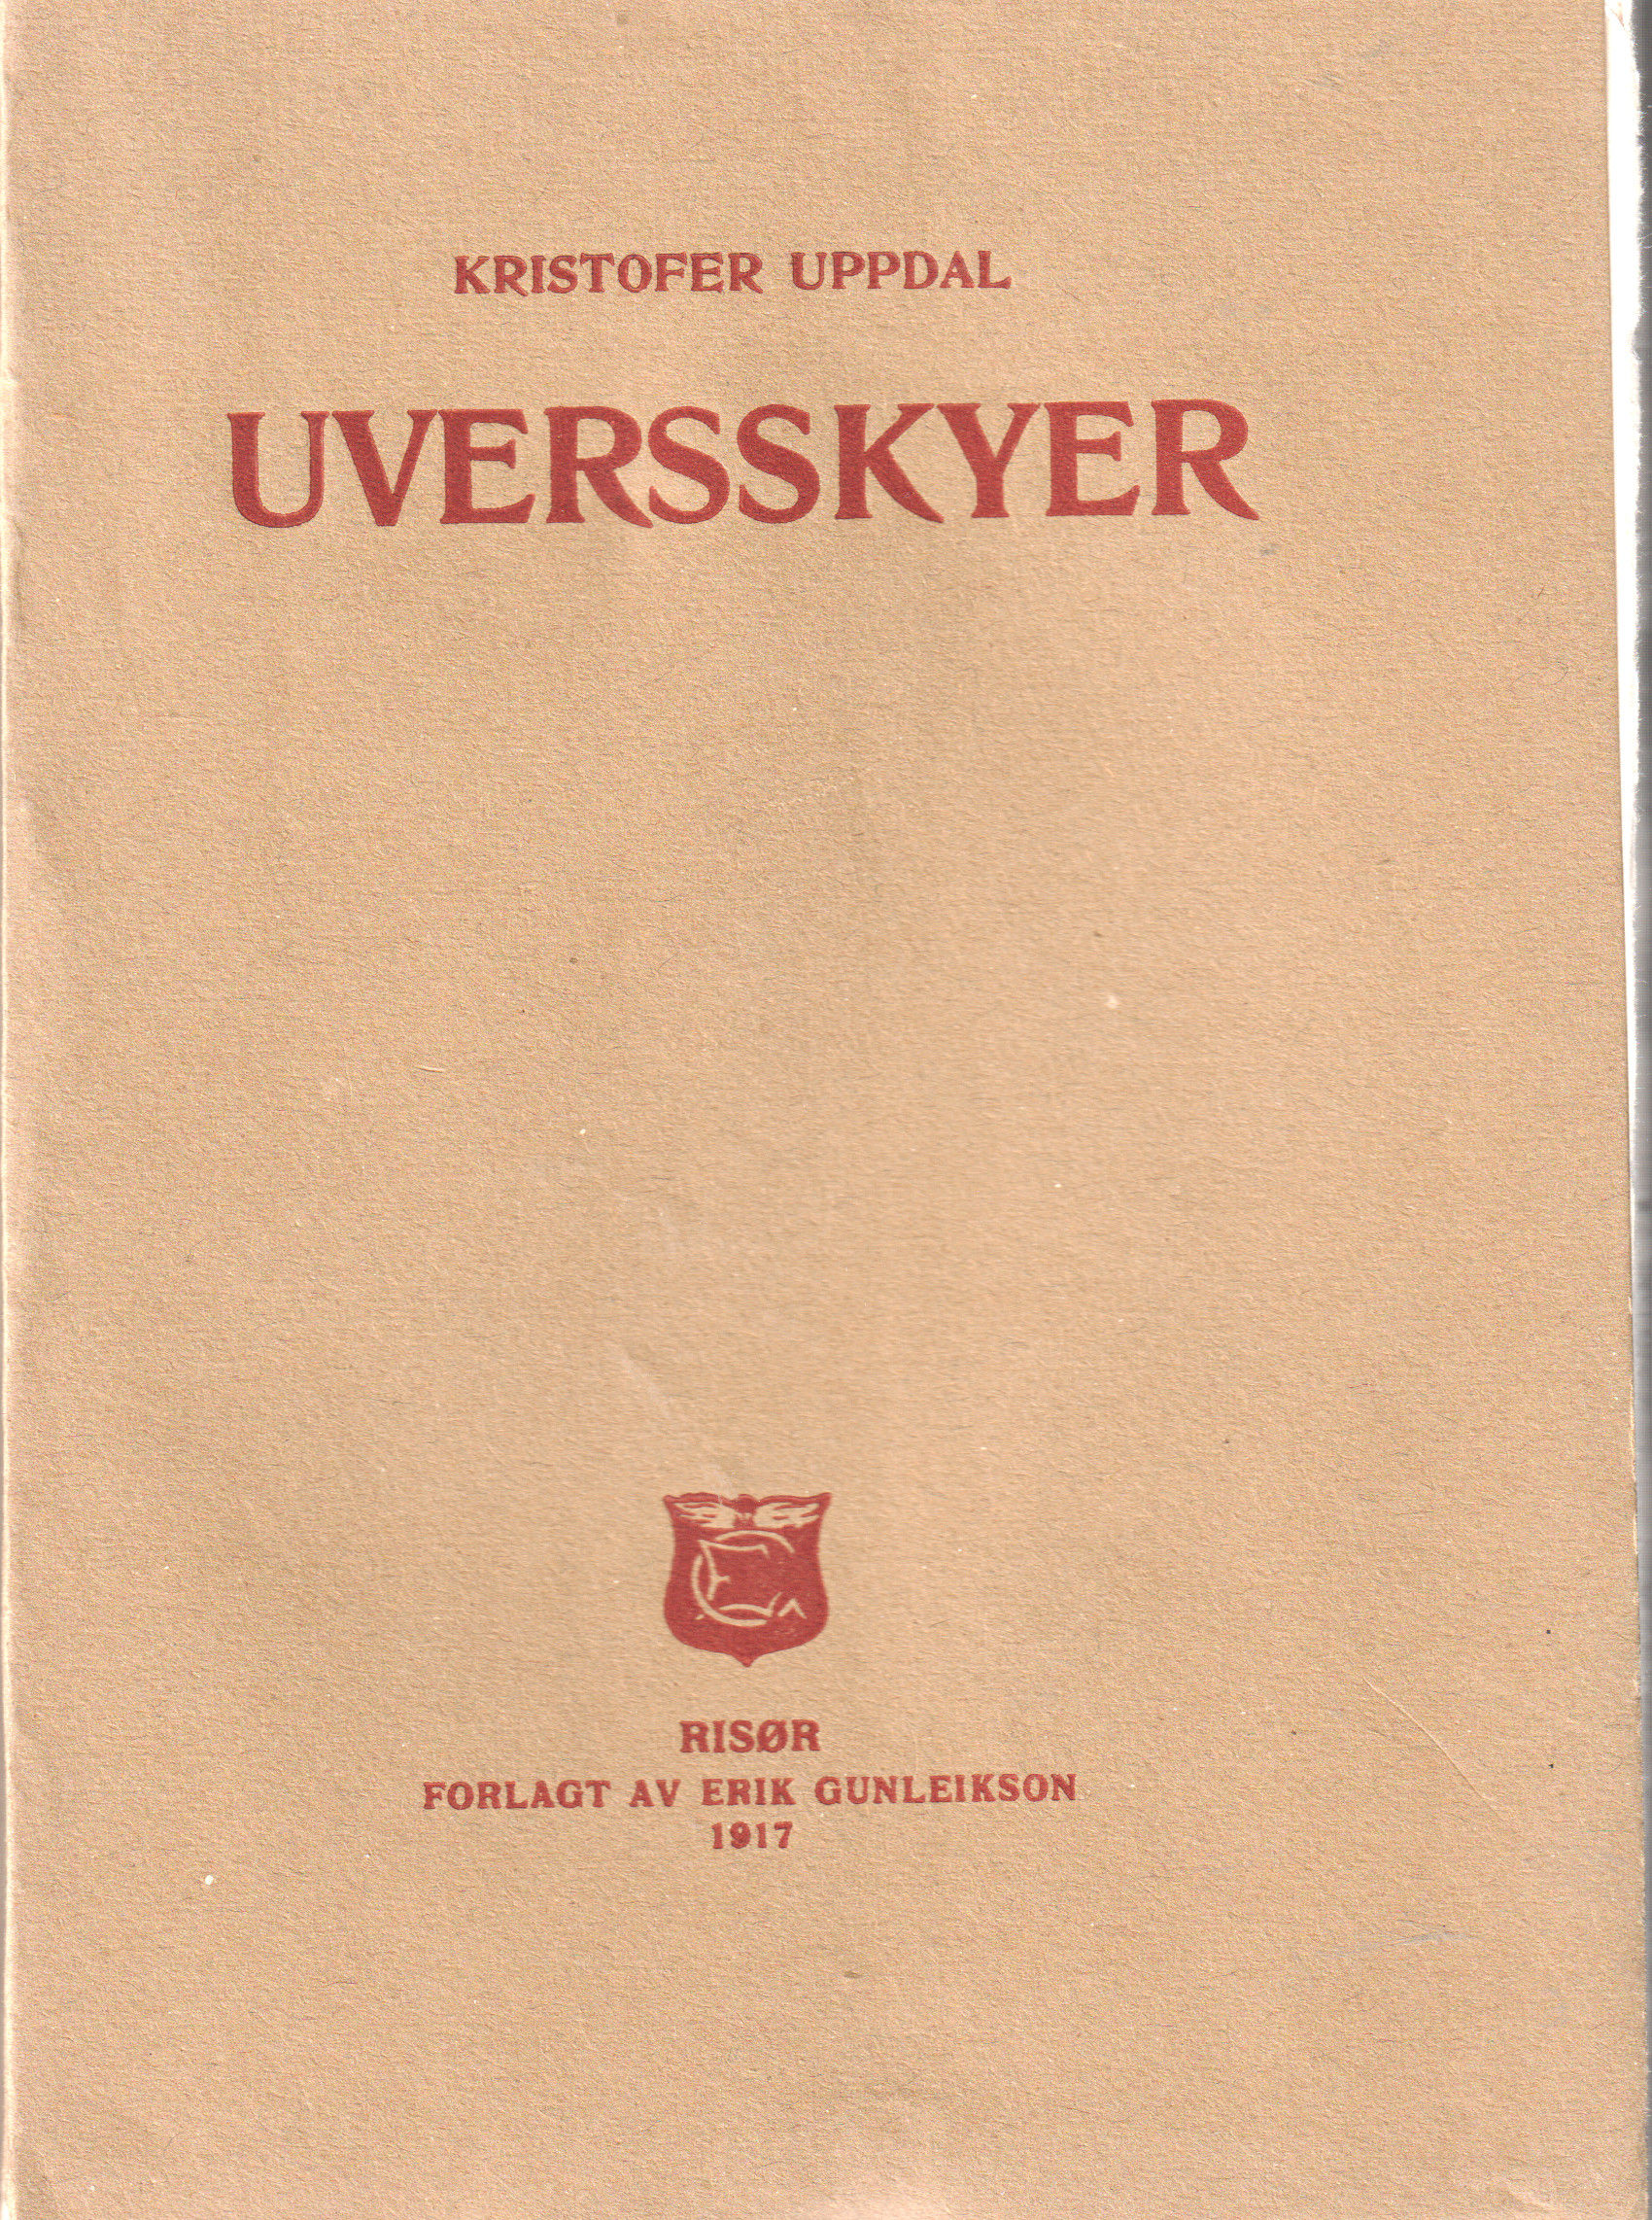 KRISTOFER UPPDAL
UVERSSKYER
RISØR
FORLAGT AV ERIK GUNLEIKSON
1917